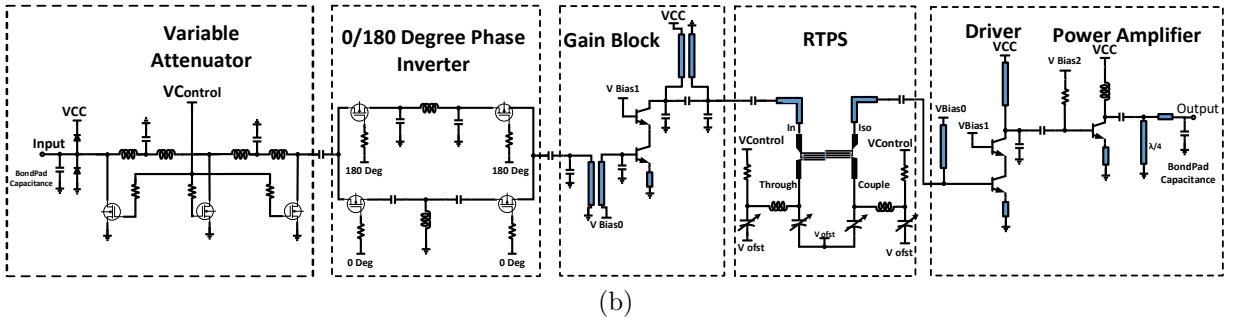 Variable
Attenuator
VControl
VCC
Input
BondPad
Capacitance
0/180 Degree Phase
Inverter
180 Deg
180 Deg
0 Deg
0 Deg
Gain Block
VCC
V Bias1
V Bias0
RTPS
In
Iso
VControl
VControl
Through
Couple
V ofst
V ofst
V ofst
Driver
VCC
VBias0
VBias1
Power Amplifier
V Bias2
VCC
Output
λ/4
BondPad
Capacitance
(b)